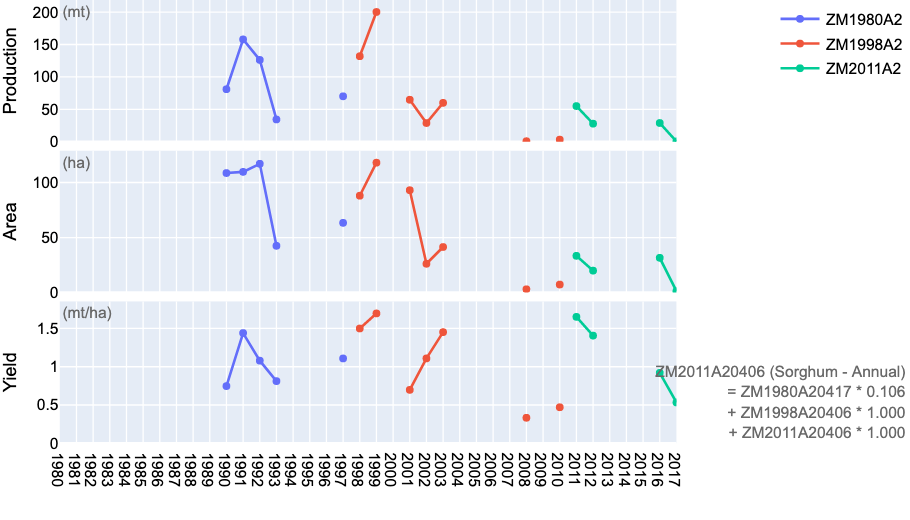 Production
(mt)
200
150
100
50
0
ZM1980A2
ZM1998A2
ZM2011A2
Area
(ha)
100
50
0
Yield
(mt/ha)
1.5
1
0.5
0
ZM2011A20406 (Sorghum - Annual)
= ZM1980A20417 * 0.106
+ ZM1998A20406 * 1.000
+ ZM2011A20406 * 1.000
1980 1981 1982 1983 1984 1985 1986 1987 1988 1989 1990 1991 1992 1993 1994 1995 1996 1997 1998 1999 2000 2001 2002 2003 2004 2005 2006 2007 2008 2009 2010 2011 2012 2013 2014 2015 2016 2017